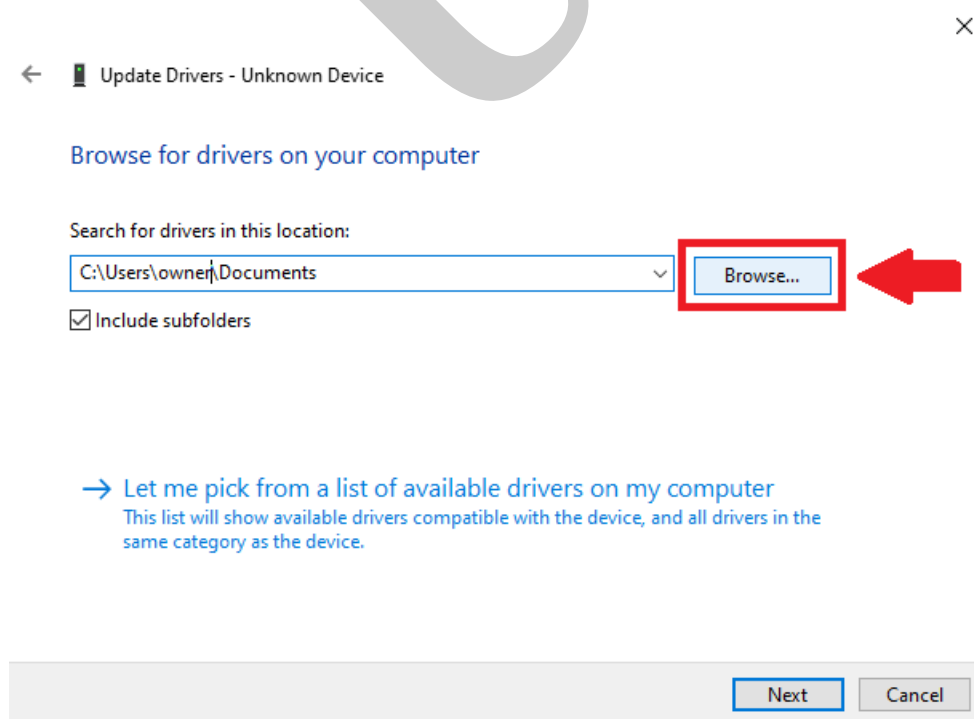 Update Drivers - Unknown Device
Browse for drivers on your computer
Search for drivers in this location:
C:\Users\owner\Documents
Browse...
Include subfolders
Let me pick from a list of available drivers on my computer
This list will show available drivers compatible with the device, and all drivers in the
same category as the device.
Next
Cancel